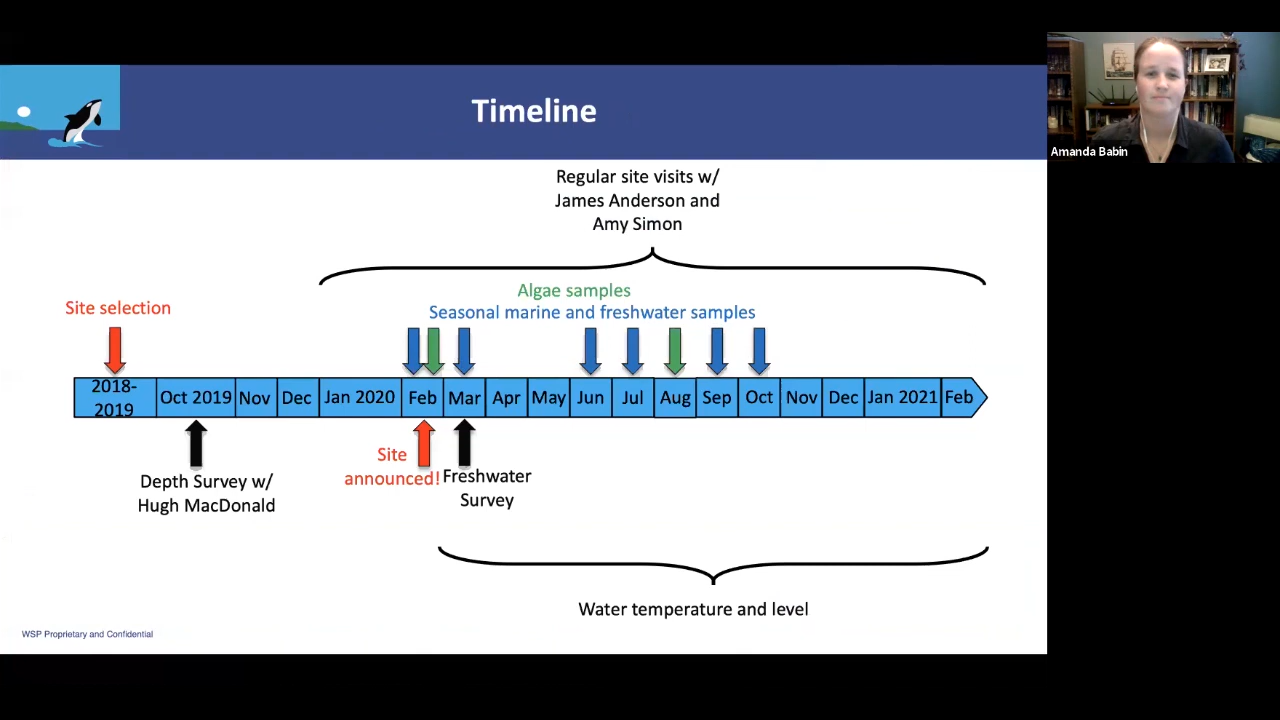 Timeline
Amanda Babin
Regular site visits w/
James Anderson and
Amy Simon
Algae samples
Site selection
Seasonal marine and freshwater samples
2018-
2019
Oct 2019
Nov
Dec
Jan 2020
Feb
Mar
Apr
May
Jun
Jul
Aug
Sep
Oct
Nov
Dec
Jan 2021
Feb
Site
announced!
Freshwater
Survey
Depth Survey w/
Hugh MacDonald
Water temperature and level
WSP Proprietary and Confidential